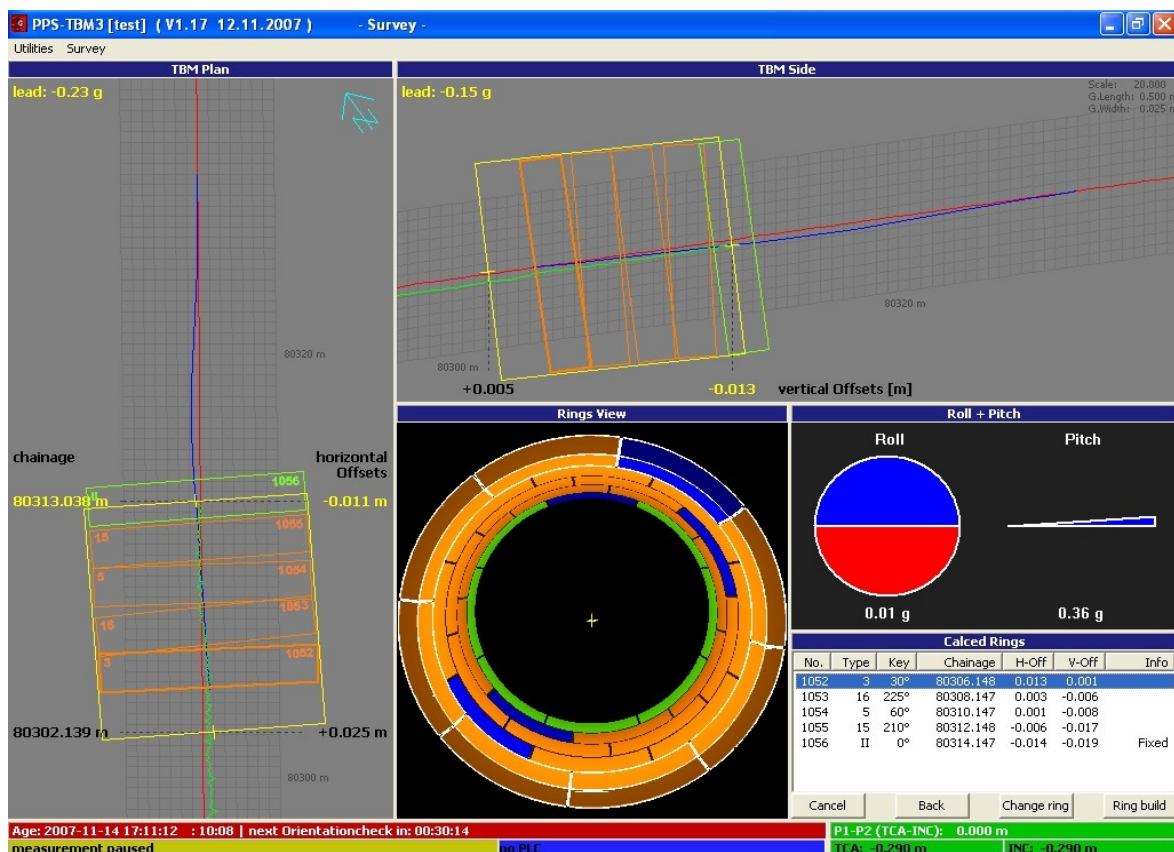 PPS-TBM3 [test] ( V1.17 12.11.2007 ) - Survey -
Utilities Survey
TBM Plan
lead: -0.23 g
80320 m
chainage
horizontal
Offsets
80313.038 m
-0.011 m
II 1056
15 1055
5 1054
16 1053
3 1052
80302.139 m
+0.025 m
80300 m
TBM Side
lead: -0.15 g
Scale: 20.000
G.Length: 0.500 m
G.Width: 0.025 m
80320 m
80300 m
+0.005 -0.013 vertical Offsets [m]
Rings View
Roll + Pitch
Roll Pitch
0.01 g 0.36 g
Calced Rings
No. Type Key Chainage H-Off V-Off Info
1052 3 30° 80306.148 0.013 0.001
1053 16 225° 80308.147 0.003 -0.006
1054 5 60° 80310.147 0.001 -0.008
1055 15 210° 80312.148 -0.006 -0.017
1056 II 0° 80314.147 -0.014 -0.019 Fixed
Cancel Back Change ring Ring build
Age: 2007-11-14 17:11:12 : 10:08 | next Orientationcheck in: 00:30:14
P1-P2 (TCA-INC): 0.000 m
measurement paused
no PLC
TCA: -0.290 m INC: -0.290 m